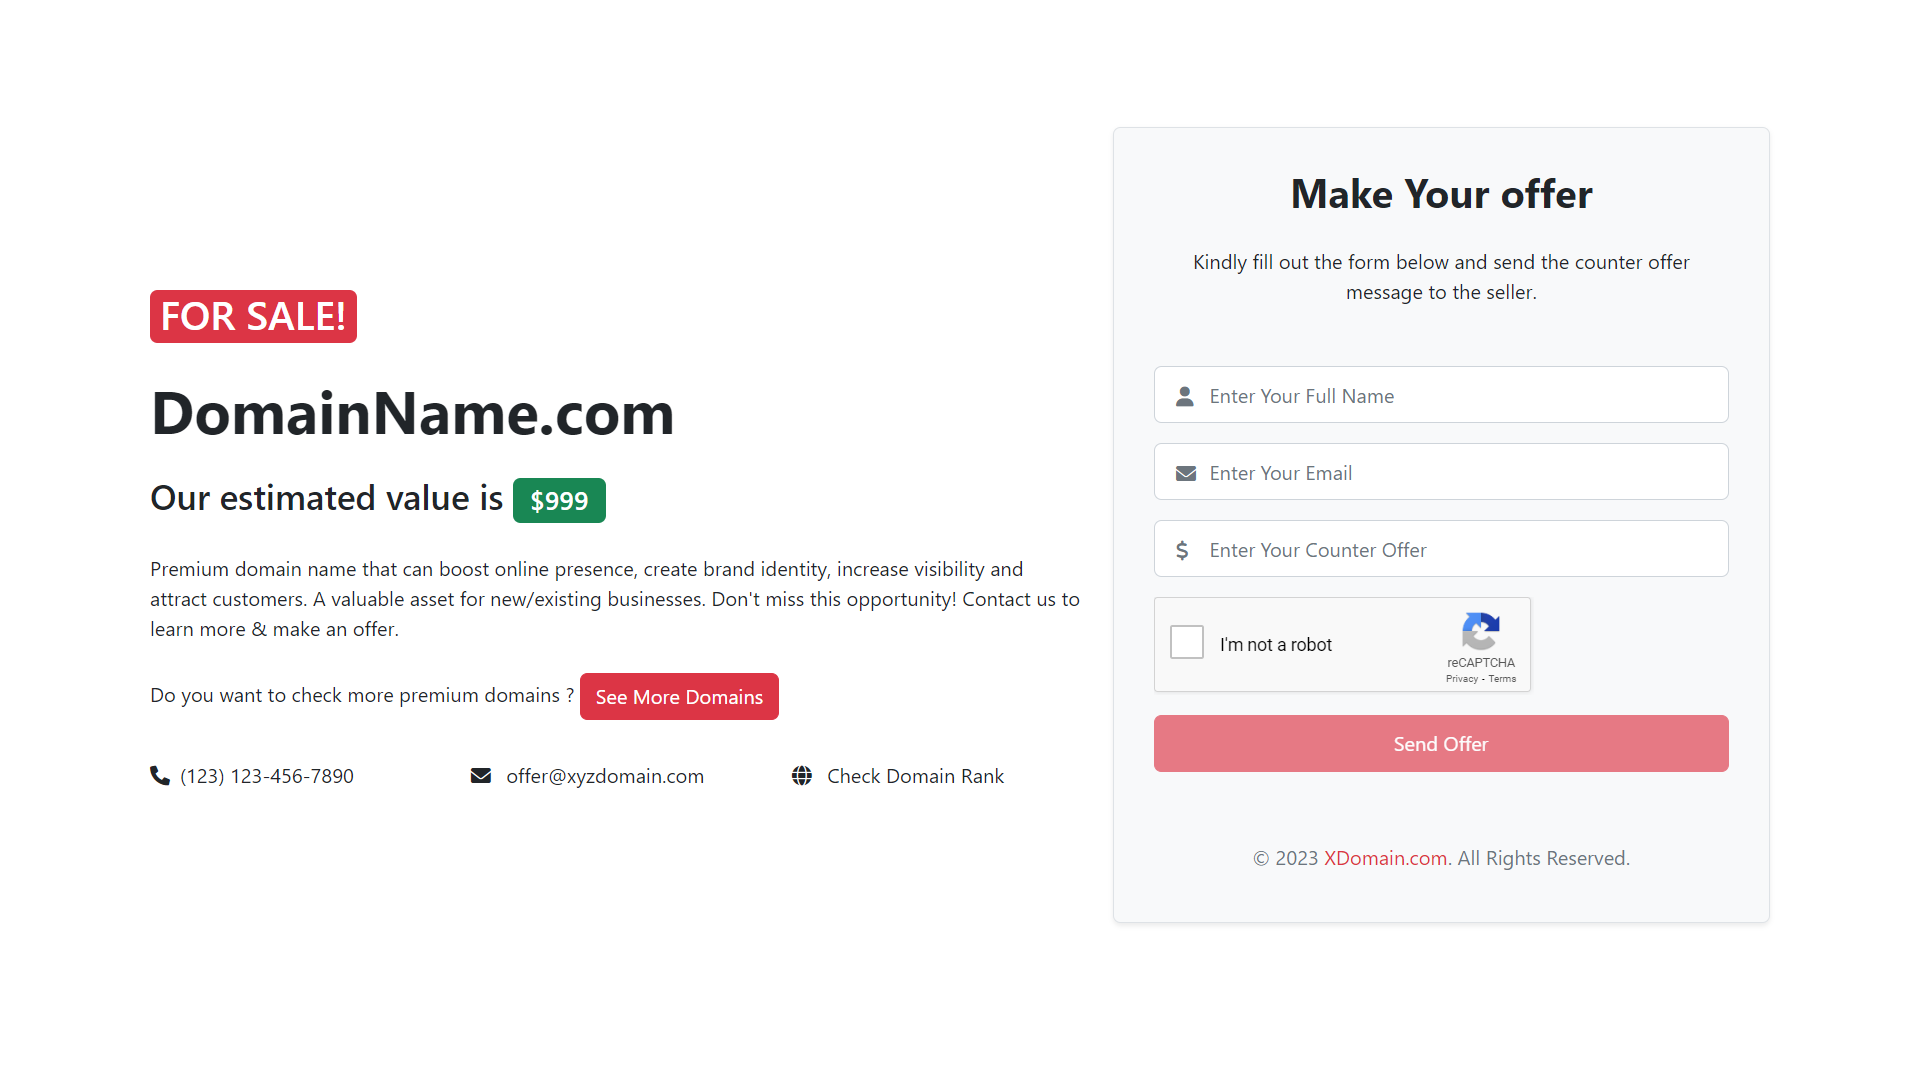 FOR SALE!
DomainName.com
Our estimated value is $999
Premium domain name that can boost online presence, create brand identity, increase visibility and
attract customers. A valuable asset for new/existing businesses. Don't miss this opportunity! Contact us to
learn more & make an offer.
Do you want to check more premium domains ? See More Domains
(123) 123-456-7890
offer@xyzdomain.com
Check Domain Rank
Make Your offer
Kindly fill out the form below and send the counter offer
message to the seller.
Enter Your Full Name
Enter Your Email
$ Enter Your Counter Offer
I'm not a robot
reCAPTCHA
Privacy - Terms
Send Offer
© 2023 XDomain.com. All Rights Reserved.